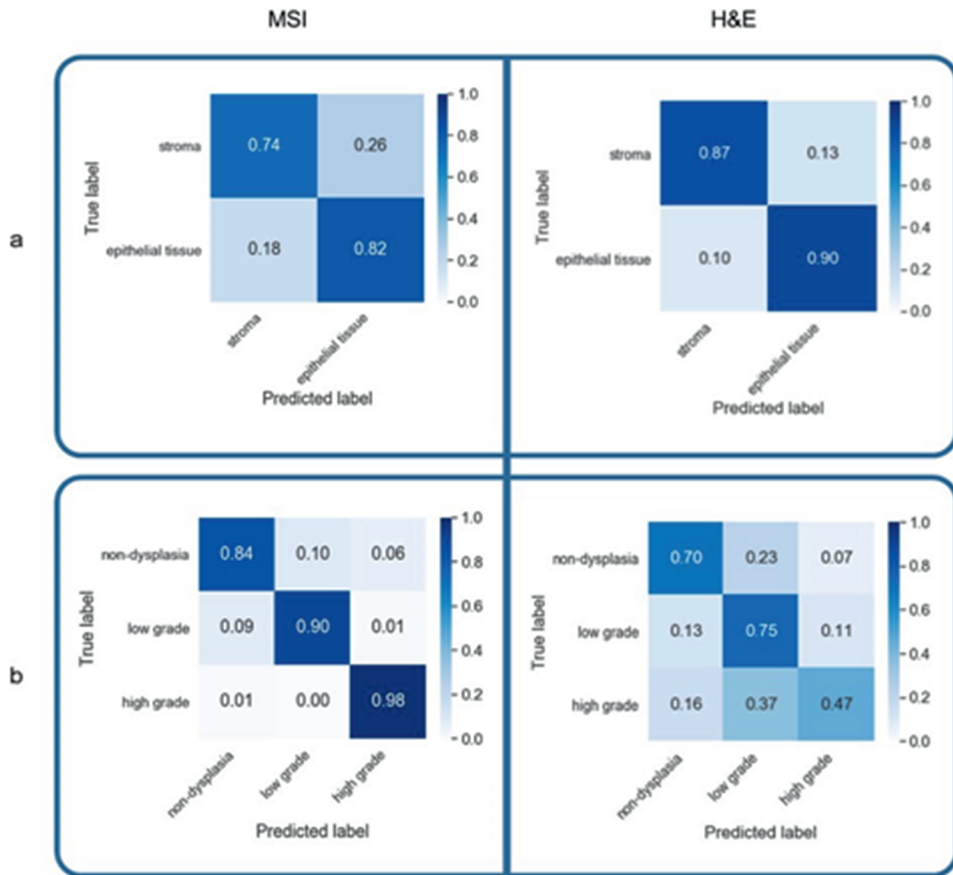 MSI H&E
a
True label
stroma 0.74 0.26
epithelial tissue 0.18 0.82
stroma epithelial tissue
Predicted label
1.0
0.8
0.6
0.4
0.2
0.0
True label
stroma 0.87 0.13
epithelial tissue 0.10 0.90
stroma epithelial tissue
Predicted label
1.0
0.8
0.6
0.4
0.2
0.0
b
True label
non-dysplasia 0.84 0.10 0.06
low grade 0.09 0.90 0.01
high grade 0.01 0.00 0.98
non-dysplasia low grade high grade
Predicted label
1.0
0.8
0.6
0.4
0.2
0.0
True label
non-dysplasia 0.70 0.23 0.07
low grade 0.13 0.75 0.11
high grade 0.16 0.37 0.47
non-dysplasia low grade high grade
Predicted label
1.0
0.8
0.6
0.4
0.2
0.0